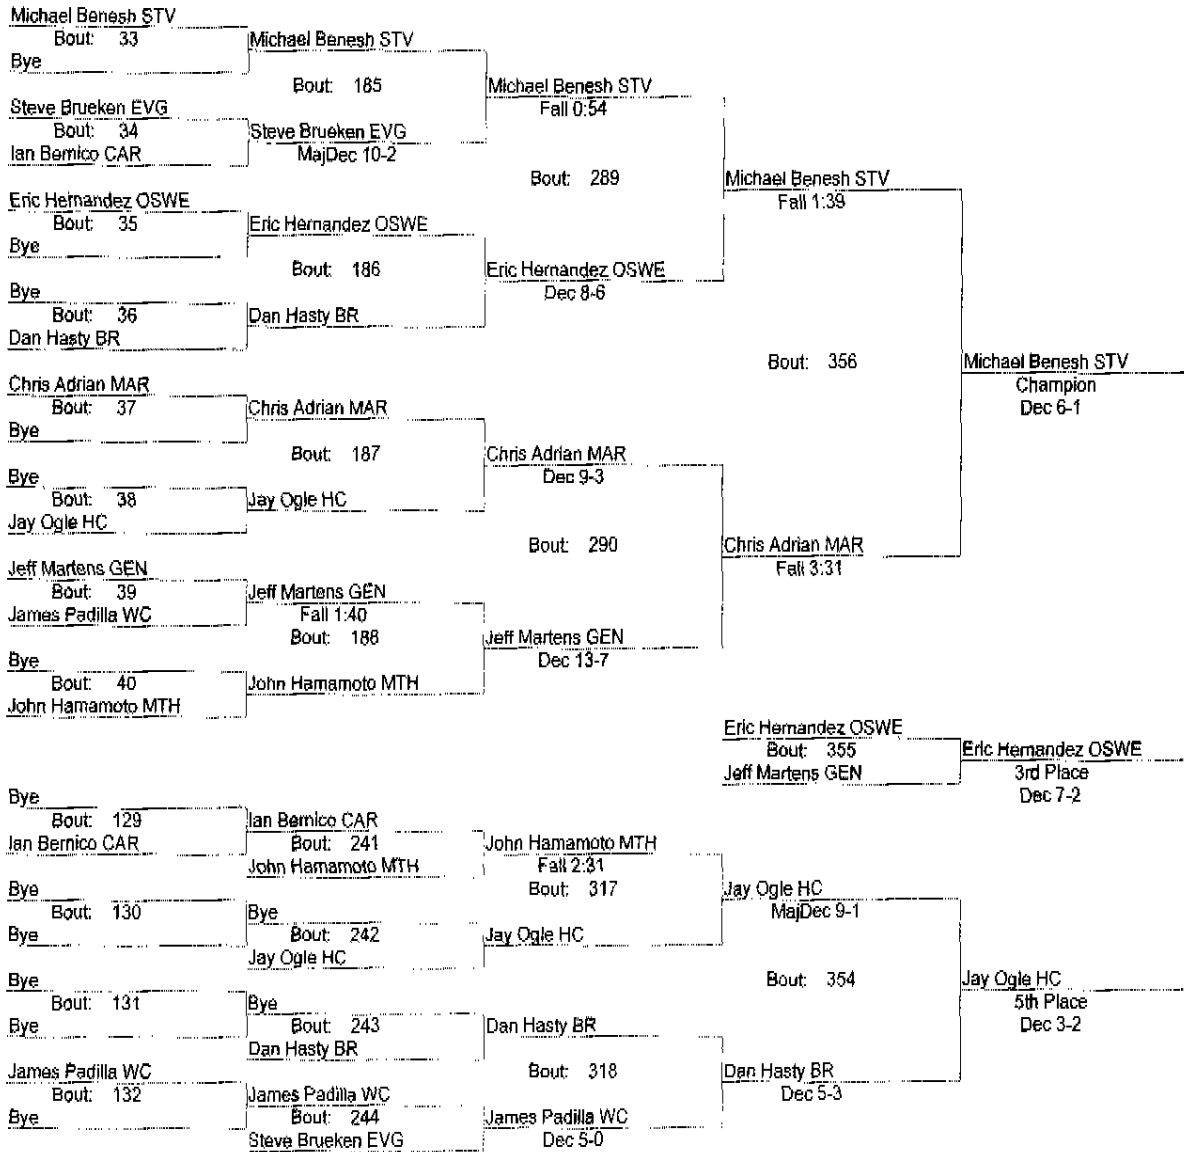 Michael Benesh STV
Bout: 33
Michael Benesh STV
Bye
Bout: 185
Michael Benesh STV
Fall 0:54
Steve Brueken EVG
Bout: 34
Steve Brueken EVG
MajDec 10-2
Ian Bernico CAR
Bout: 289
Michael Benesh STV
Fall 1:39
Eric Hernandez OSWE
Bout: 35
Eric Hernandez OSWE
Bye
Bout: 186
Eric Hernandez OSWE
Dec 8-6
Bye
Bout: 36
Dan Hasty BR
Dan Hasty BR
Bout: 356
Michael Benesh STV
Champion
Dec 6-1
Chris Adrian MAR
Bout: 37
Chris Adrian MAR
Bye
Bout: 187
Chris Adrian MAR
Dec 9-3
Bye
Bout: 38
Jay Ogle HC
Jay Ogle HC
Bout: 290
Chris Adrian MAR
Fall 3:31
Jeff Martens GEN
Bout: 39
Jeff Martens GEN
Fall 1:40
James Padilla WC
Bout: 188
Jeff Martens GEN
Dec 13-7
Bye
Bout: 40
John Hamamoto MTH
John Hamamoto MTH
Eric Hernandez OSWE
Bout: 355
Eric Hernandez OSWE
3rd Place
Dec 7-2
Jeff Martens GEN
Bye
Bout: 129
Ian Bernico CAR
Ian Bernico CAR
Bout: 241
John Hamamoto MTH
John Hamamoto MTH
Fall 2:31
Bye
Bout: 317
Jay Ogle HC
MajDec 9-1
Bout: 130
Bye
Bye
Bout: 242
Jay Ogle HC
Jay Ogle HC
Bye
Bout: 354
Jay Ogle HC
5th Place
Dec 3-2
Bout: 131
Bye
Bye
Bout: 243
Dan Hasty BR
Dan Hasty BR
James Padilla WC
Bout: 318
Dan Hasty BR
Dec 5-3
Bout: 132
James Padilla WC
Bye
Bout: 244
James Padilla WC
Dec 5-0
Steve Brueken EVG